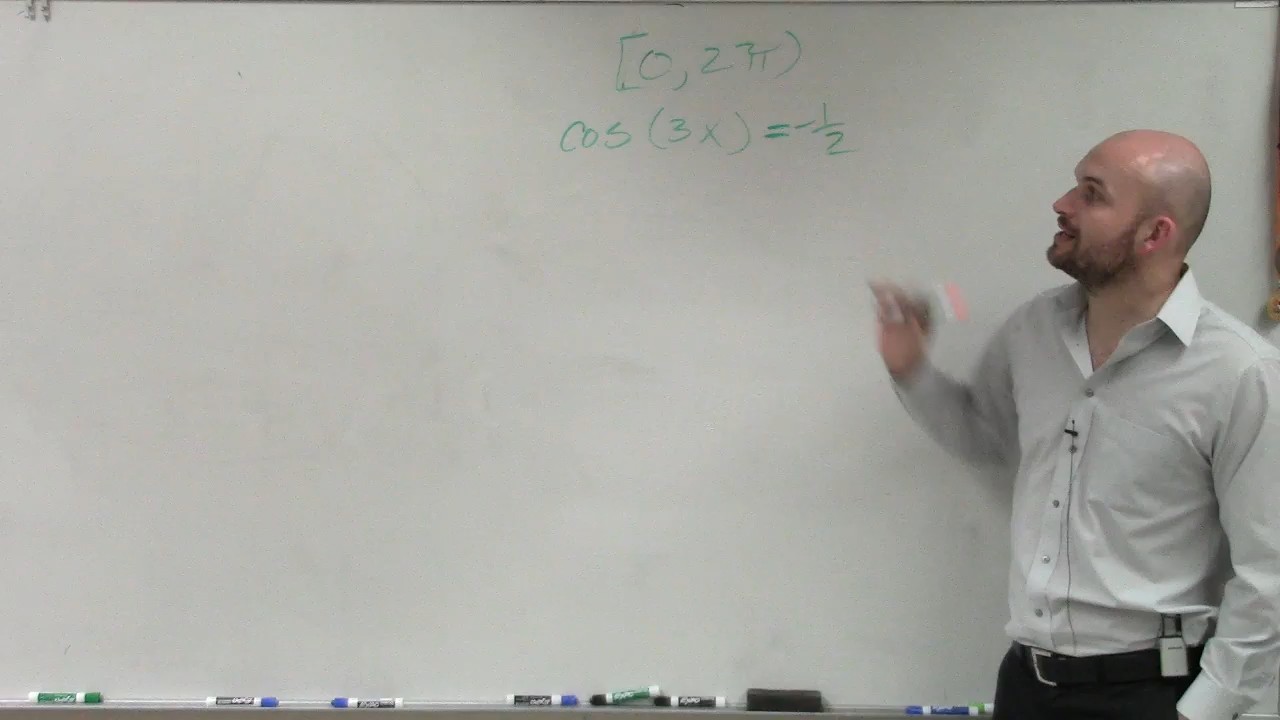 [0, 2π)
cos (3x) = -1/2